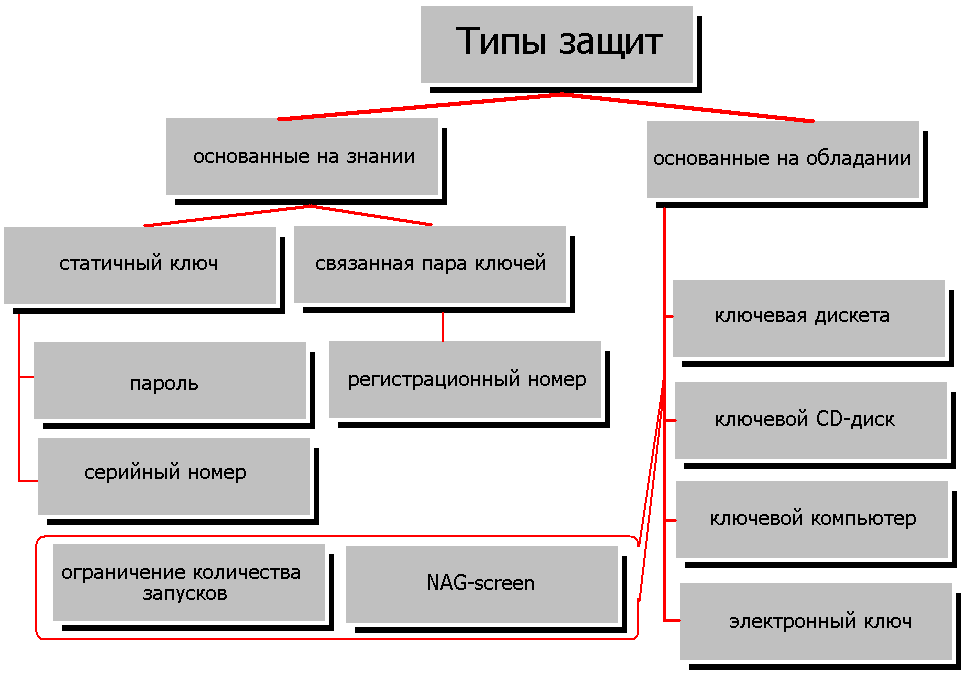 Типы защит
основанные на знании
основанные на обладании
статичный ключ
связанная пара ключей
ключевая дискета
пароль
регистрационный номер
ключевой CD-диск
серийный номер
ключевой компьютер
ограничение количества
запусков
NAG-screen
электронный ключ